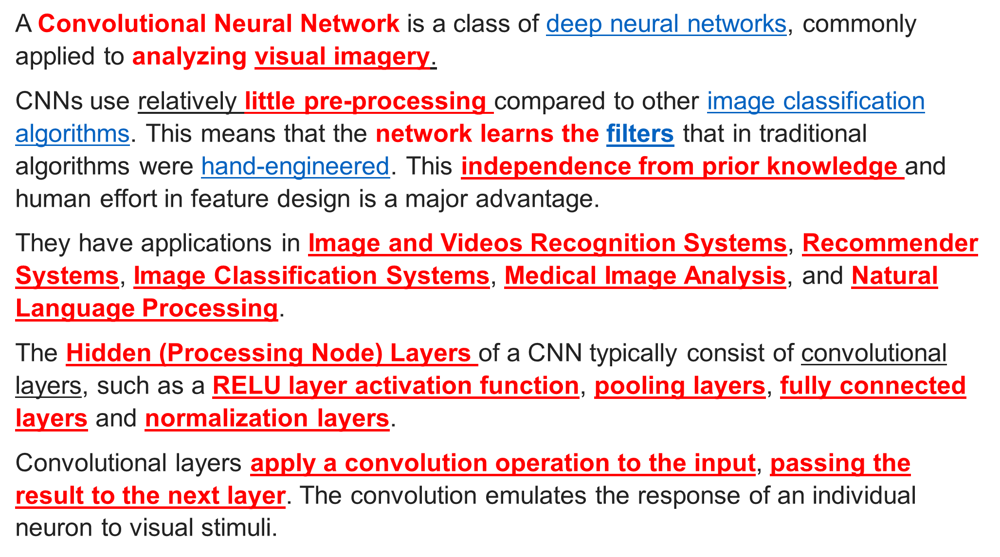 A Convolutional Neural Network is a class of deep neural networks, commonly
applied to analyzing visual imagery.
CNNs use relatively little pre-processing compared to other image classification
algorithms. This means that the network learns the filters that in traditional
algorithms were hand-engineered. This independence from prior knowledge and
human effort in feature design is a major advantage.
They have applications in Image and Videos Recognition Systems, Recommender
Systems, Image Classification Systems, Medical Image Analysis, and Natural
Language Processing.
The Hidden (Processing Node) Layers of a CNN typically consist of convolutional
layers, such as a RELU layer activation function, pooling layers, fully connected
layers and normalization layers.
Convolutional layers apply a convolution operation to the input, passing the
result to the next layer. The convolution emulates the response of an individual
neuron to visual stimuli.